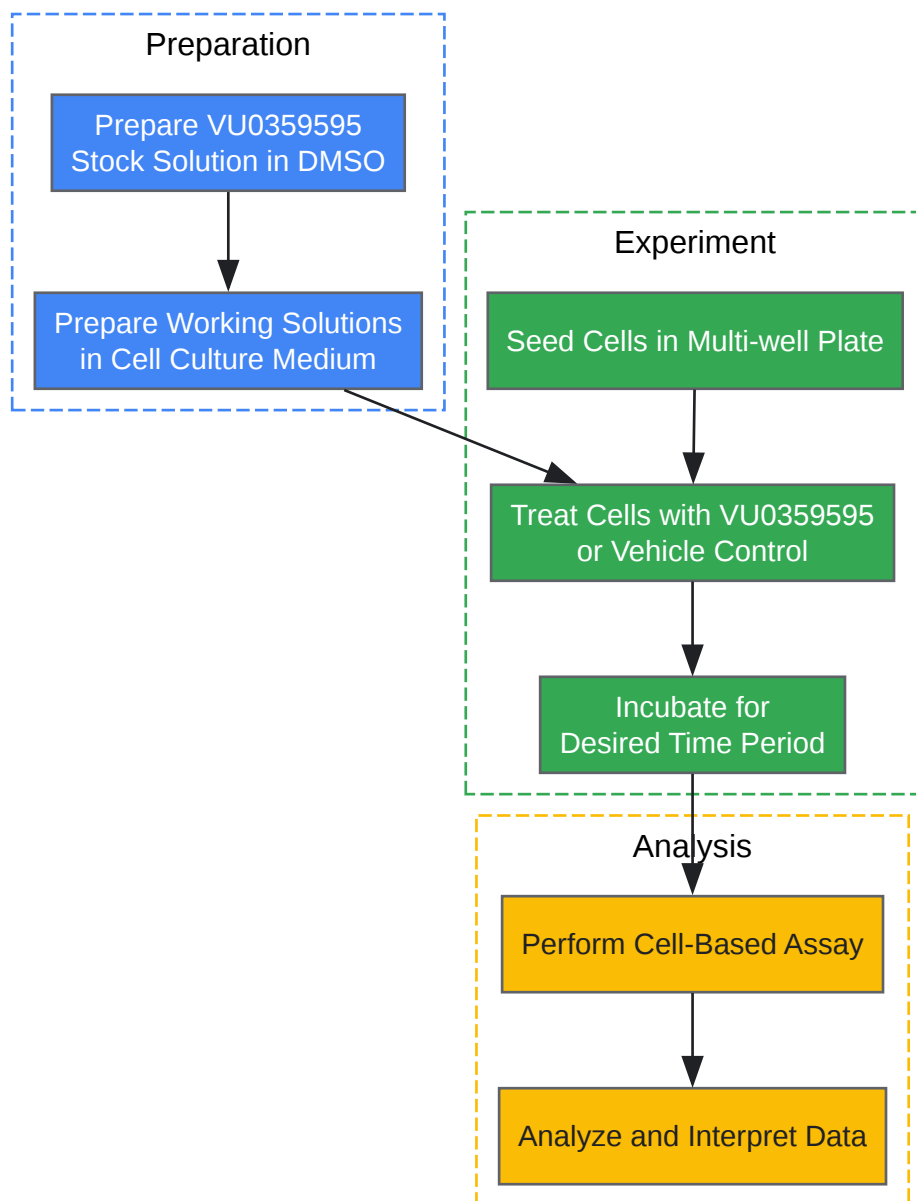 Preparation
Prepare VU0359595
Stock Solution in DMSO
Prepare Working Solutions
in Cell Culture Medium
Experiment
Seed Cells in Multi-well Plate
Treat Cells with VU0359595
or Vehicle Control
Incubate for
Desired Time Period
Analysis
Perform Cell-Based Assay
Analyze and Interpret Data